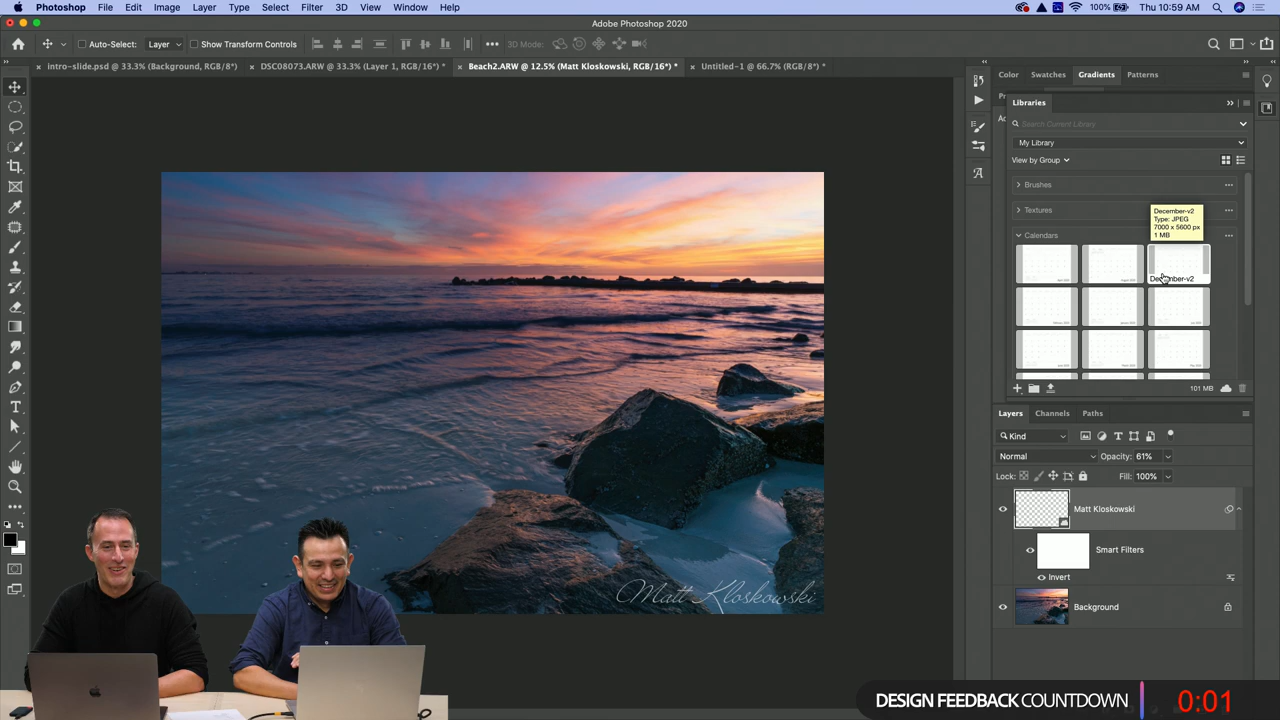 Photoshop File Edit Image Layer Type Select Filter 3D View Window Help
100% Thu 10:59 AM
Adobe Photoshop 2020
Auto-Select: Layer Show Transform Controls 3D Mode:
intro-slide.psd @ 33.3% (Background, RGB/8*)
DSC08073.ARW @ 33.3% (Layer 1, RGB/16*) *
Beach2.ARW @ 12.5% (Matt Kloskowski, RGB/16*) *
Untitled-1 @ 66.7% (RGB/8*) *
Color Swatches Gradients Patterns
Libraries
Search Current Library
My Library
View by Group
Brushes
Textures
Calendars
December-v2
Type: JPEG
7000 x 5600 px
1 MB
December-v2
101 MB
Layers Channels Paths
Kind
Normal Opacity: 61%
Lock: Fill: 100%
Matt Kloskowski
Smart Filters
Invert
Background
Matt Kloskowski
DESIGN FEEDBACK COUNTDOWN 0:01